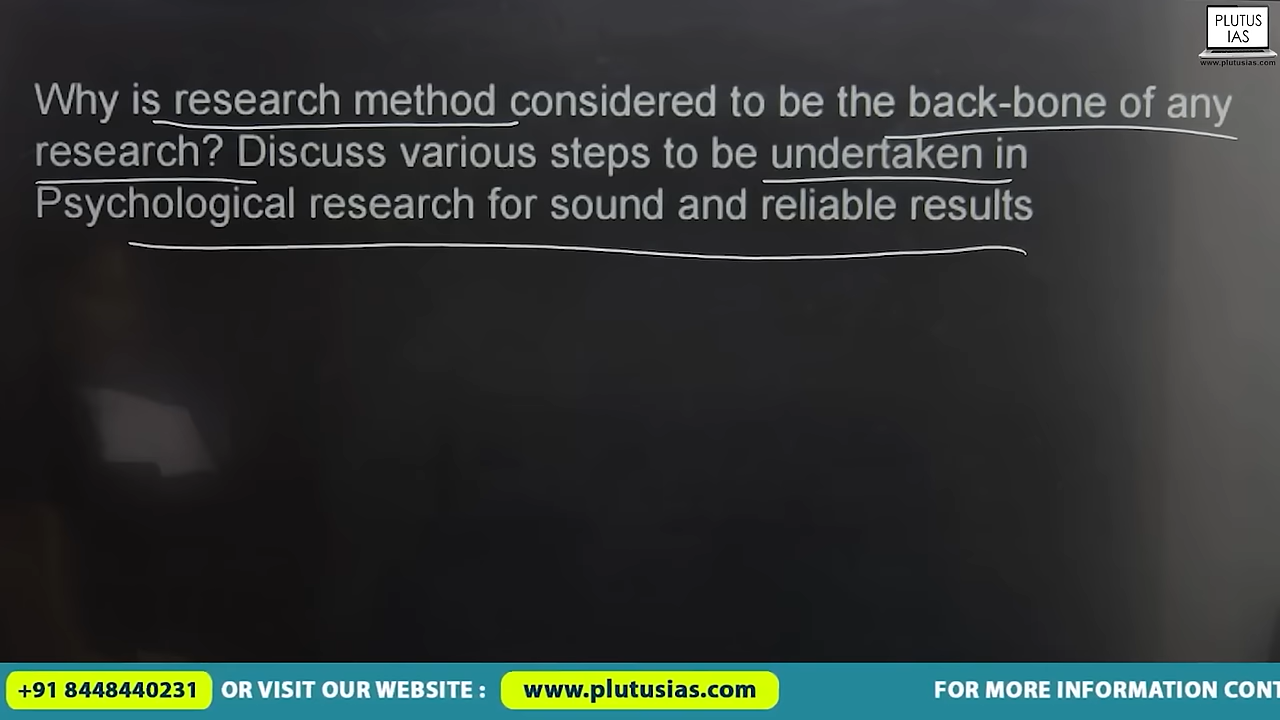 PLUTUS
IAS
www.plutusias.com
Why is research method considered to be the back-bone of any
research? Discuss various steps to be undertaken in
Psychological research for sound and reliable results
+91 8448440231 OR VISIT OUR WEBSITE : www.plutusias.com FOR MORE INFORMATION CONT